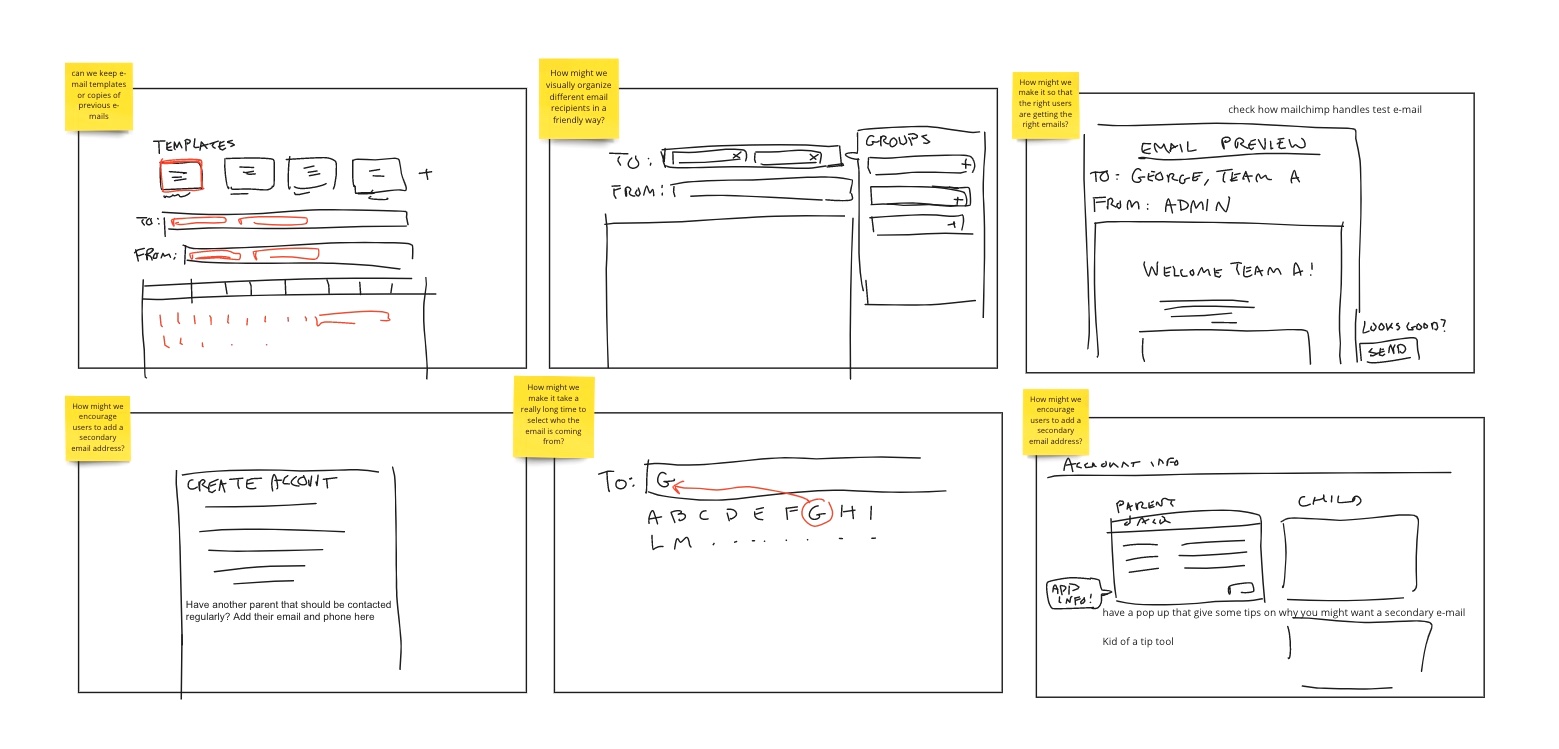 can we keep e-
mail templates
or copies of
previous e-
mails
TEMPLATES
+
TO:
FROM:
How might we
visually organize
different email
recipients in a
friendly way?
TO:
x
x
FROM:
GROUPS
+
+
+
How might we
make it so that
the right users
are getting the
right emails?
check how mailchimp handles test e-mail
EMAIL PREVIEW
TO: GEORGE, TEAM A
FROM: ADMIN
WELCOME TEAM A!
LOOKS GOOD?
SEND
How might we
encourage
users to add a
secondary
email address?
CREATE ACCOUNT
Have another parent that should be contacted
regularly? Add their email and phone here
How might we
make it take a
really long time to
select who the
email is coming
from?
To: G
A B C D E F G H I
L M
How might we
encourage
users to add a
secondary
email address?
ACCOUNT INFO
PARENT
CHILD
ADD
INFO!
have a pop up that give some tips on why you might want a secondary e-mail
Kid of a tip tool